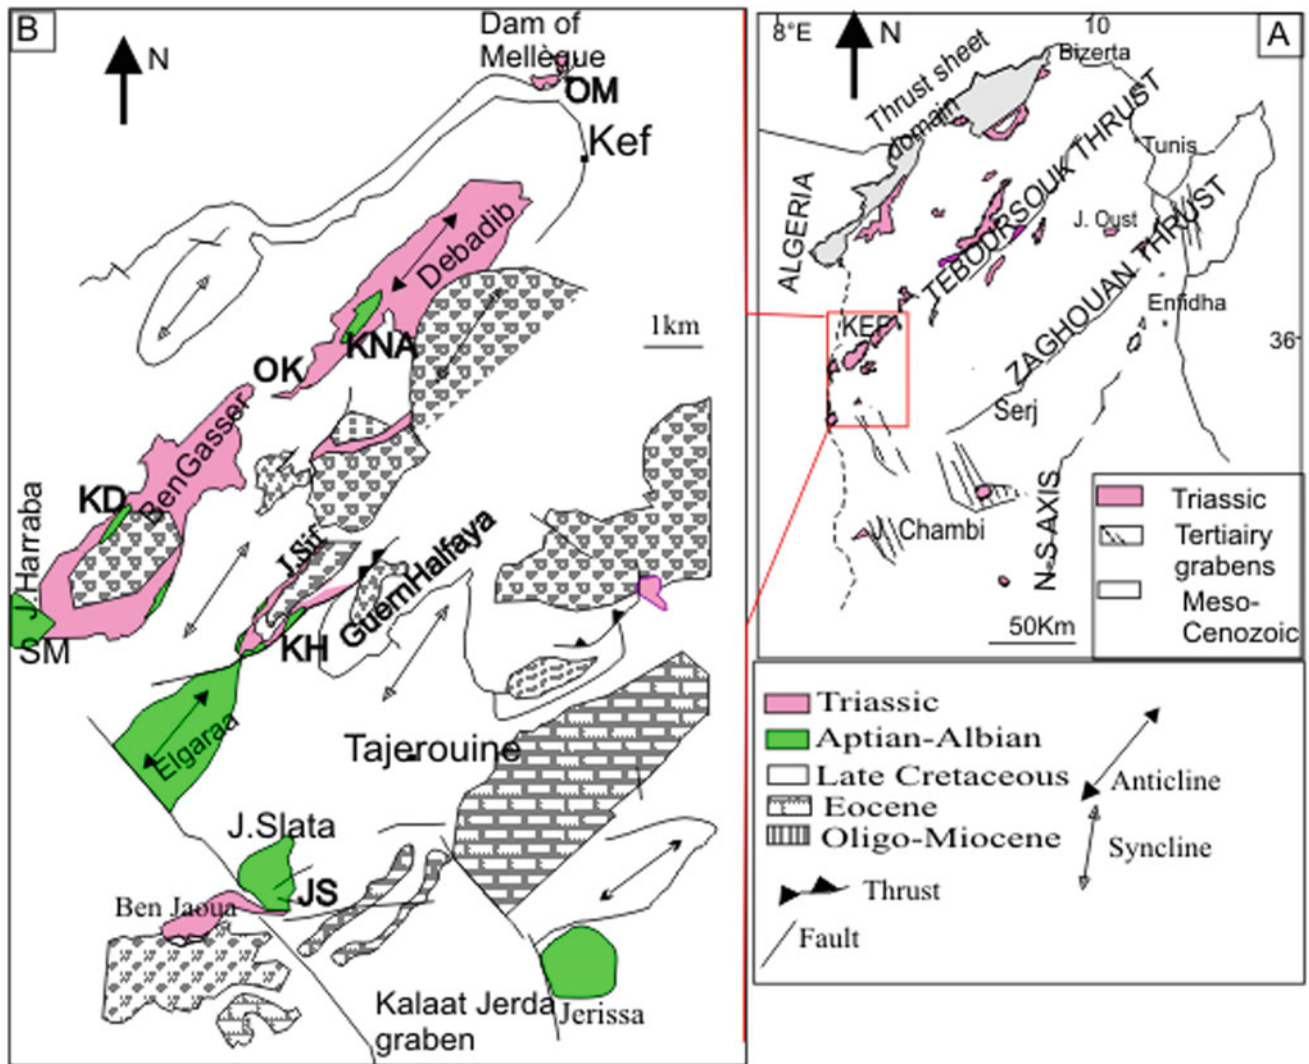 B
N
Dam of
Mellèque
OM
Kef
Debadib
1km
KNA
OK
BenGasser
KD
J.Harraba
SM
J.Sif
GuernHalfaya
KH
Elgaraa
Tajerouine
J.Slata
JS
Ben Jaoua
Kalaat Jerda
graben
Jerissa
8°E
N
10
A
Bizerta
Thrust sheet
domain
TEBOURSOUK THRUST
Tunis
ALGERIA
J. Oust
ZAGHOUAN THRUST
Enfidha
KEF
36
Serj
N-S AXIS
J. Chambi
50Km
Triassic
Tertiairy
grabens
Meso-
Cenozoic
Triassic
Aptian-Albian
Late Cretaceous
Eocene
Oligo-Miocene
Thrust
Fault
Anticline
Syncline